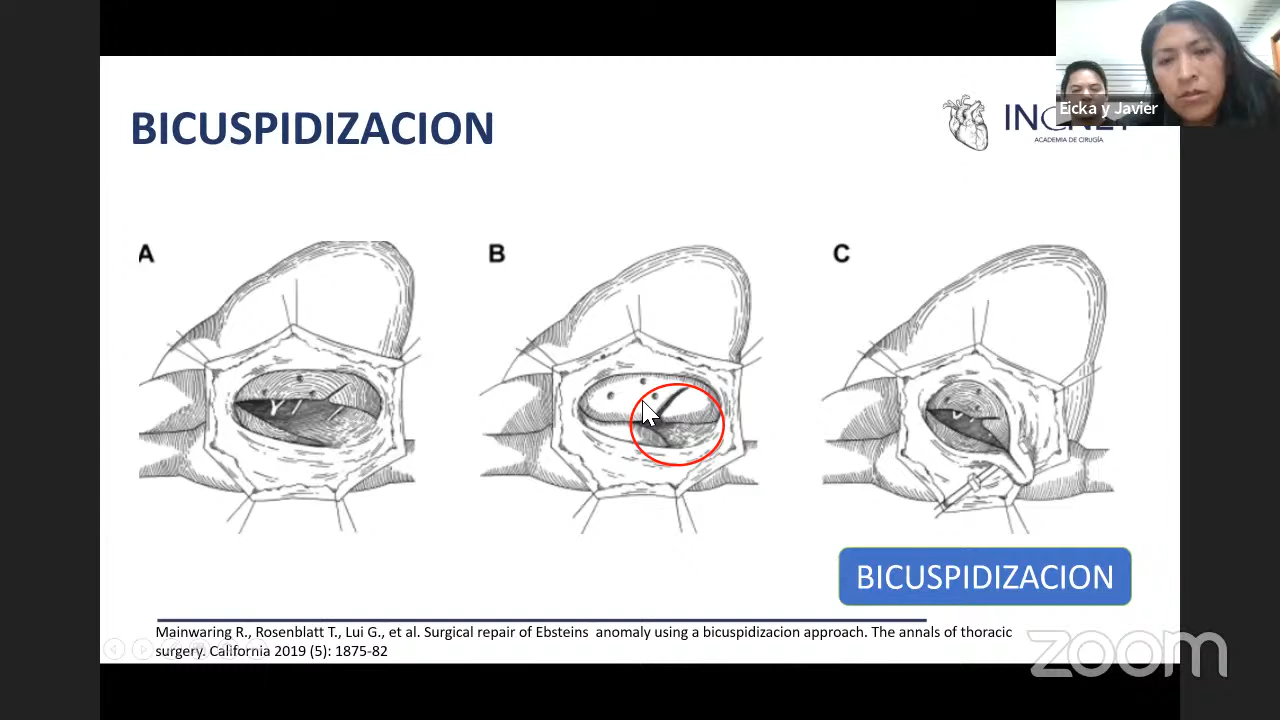 BICUSPIDIZACION
Eicka y Javier
ACADEMIA DE CIRUGÍA
A
B
C
BICUSPIDIZACION
Mainwaring R., Rosenblatt T., Lui G., et al. Surgical repair of Ebsteins anomaly using a bicuspidizacion approach. The annals of thoracic
surgery. California 2019 (5): 1875-82
zoom